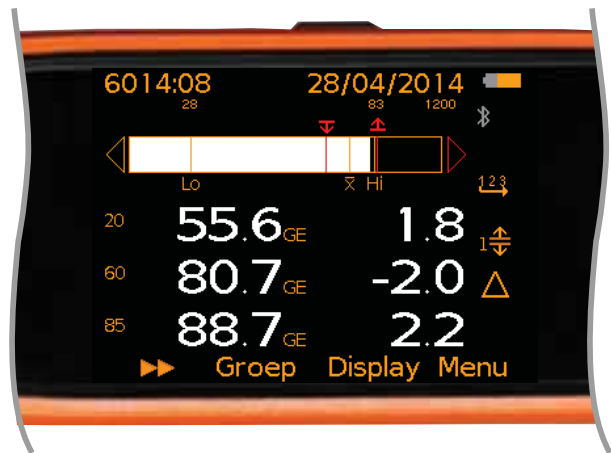 6014:08 28/04/2014
28 83 1200
Lo x̄ Hi
123
20 55.6GE 1.8
1
60 80.7GE -2.0
85 88.7GE 2.2
Groep Display Menu